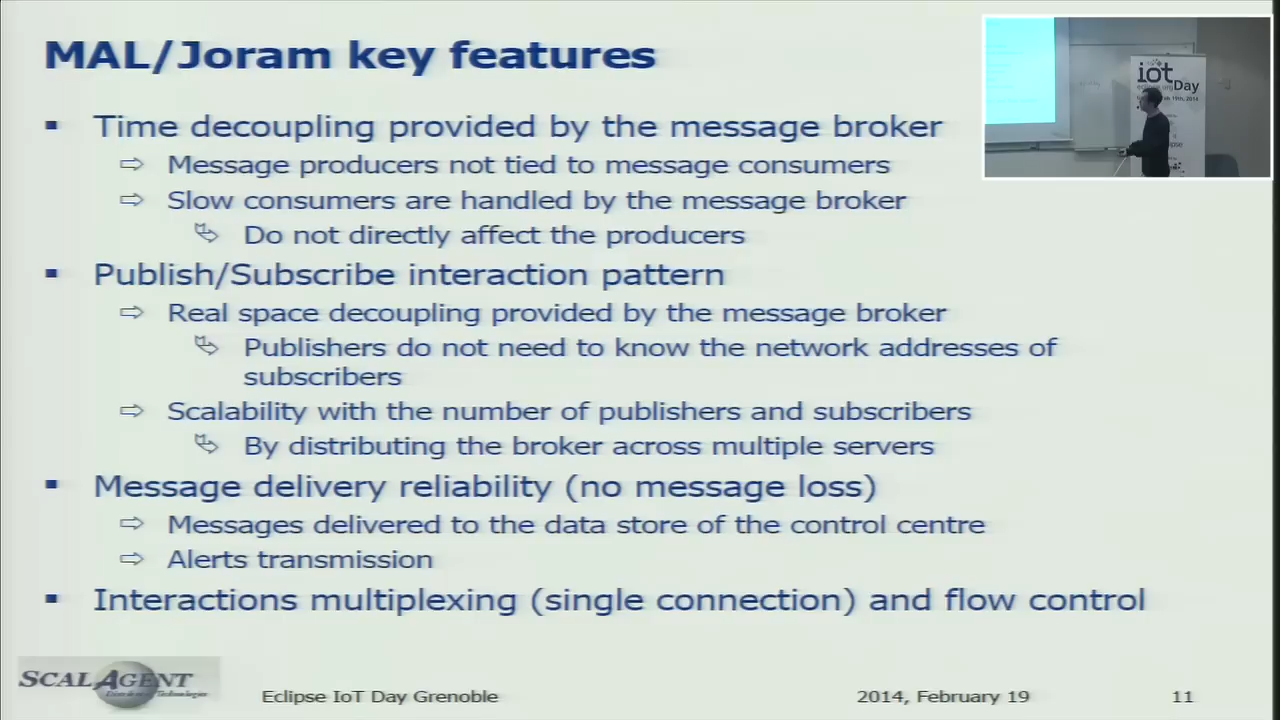 MAL/Joram key features
Time decoupling provided by the message broker
Message producers not tied to message consumers
Slow consumers are handled by the message broker
Do not directly affect the producers
Publish/Subscribe interaction pattern
Real space decoupling provided by the message broker
Publishers do not need to know the network addresses of
subscribers
Scalability with the number of publishers and subscribers
By distributing the broker across multiple servers
Message delivery reliability (no message loss)
Messages delivered to the data store of the control centre
Alerts transmission
Interactions multiplexing (single connection) and flow control
SCALAGENT
Eclipse IoT Day Grenoble
2014, February 19
11
iot
Day
19th, 2014